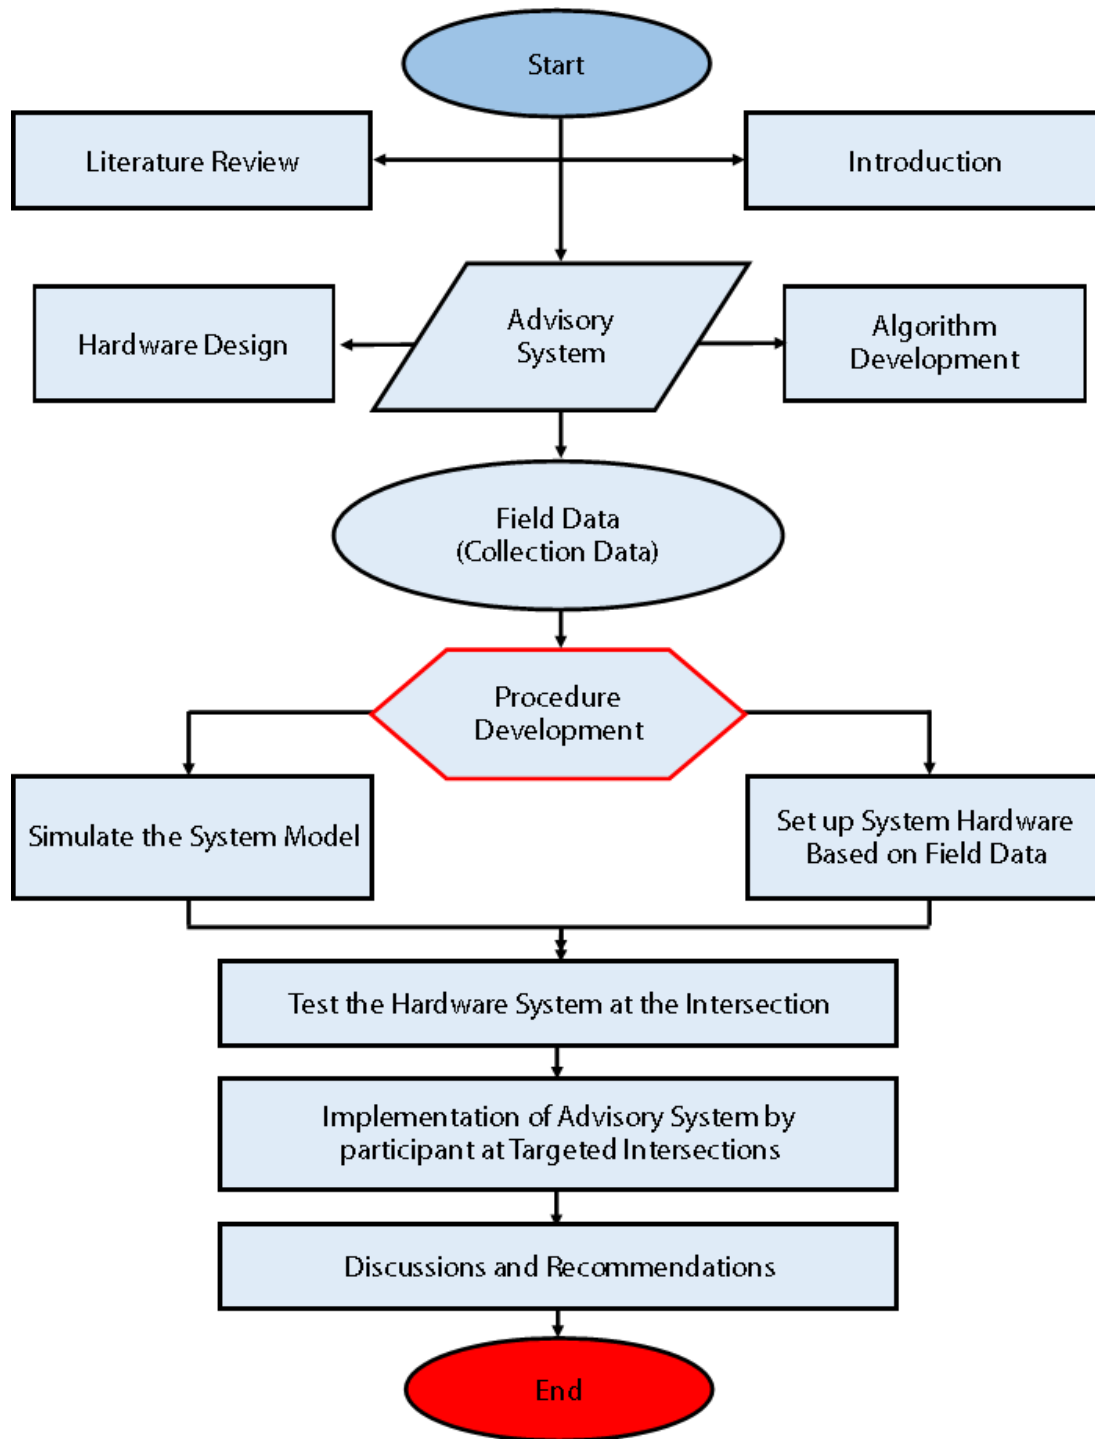 Start
Literature Review
Introduction
Advisory
System
Hardware Design
Algorithm
Development
Field Data
(Collection Data)
Procedure
Development
Simulate the System Model
Set up System Hardware
Based on Field Data
Test the Hardware System at the Intersection
Implementation of Advisory System by
participant at Targeted Intersections
Discussions and Recommendations
End